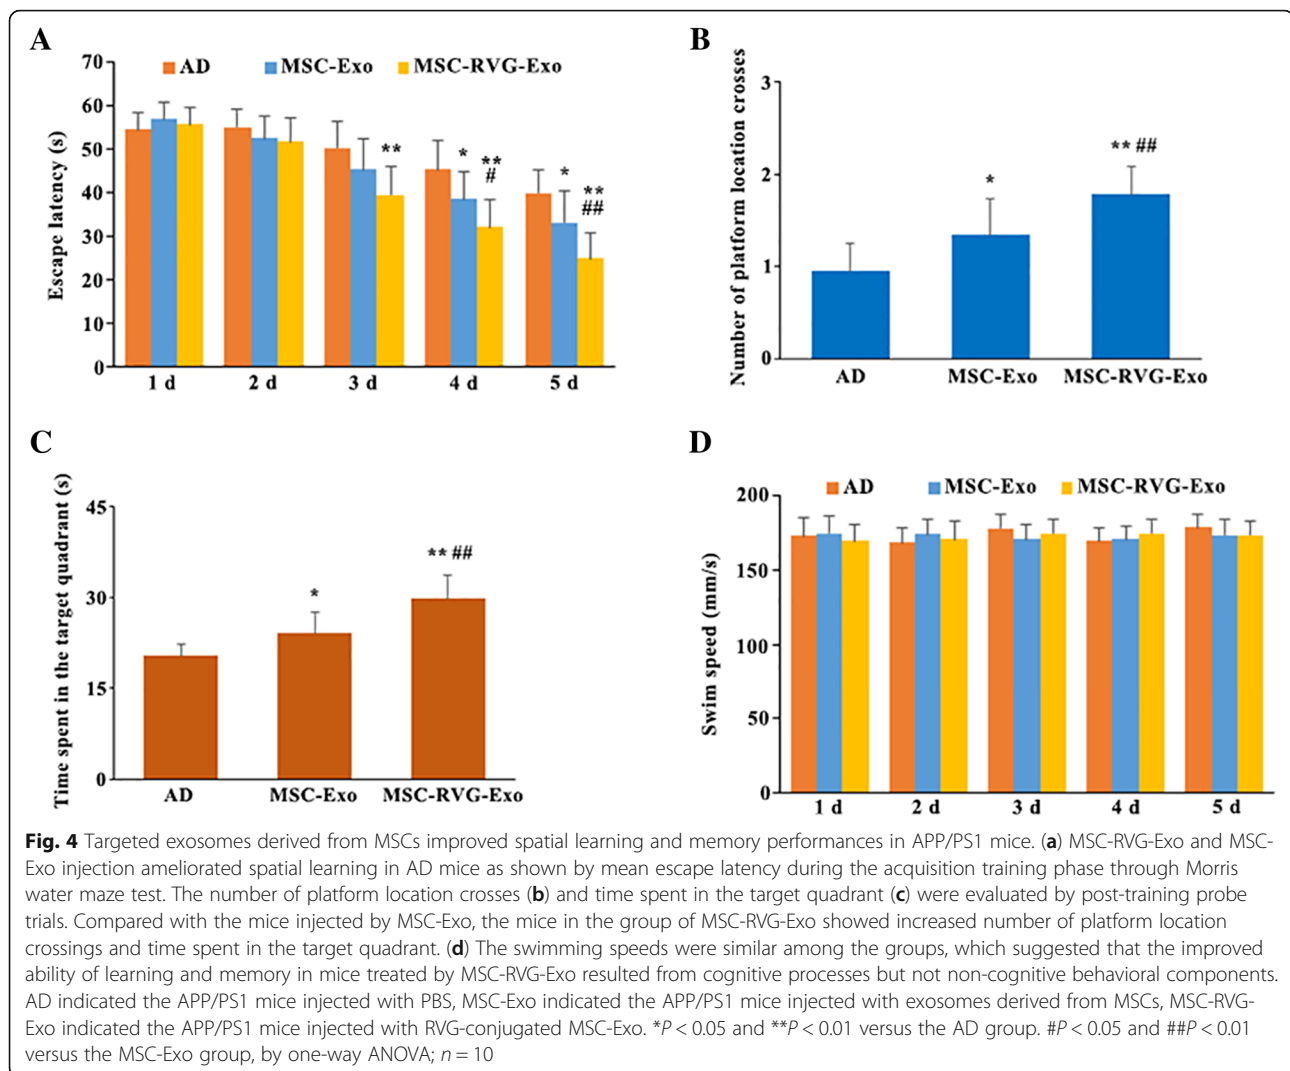 A
70
60
50
40
30
20
10
0
Escape latency (s)
AD MSC-Exo MSC-RVG-Exo
**
*
**
#
*
**
##
1 d 2 d 3 d 4 d 5 d
B
Number of platform location crosses
3
2
1
0
*
** ##
AD MSC-Exo MSC-RVG-Exo
C
Time spent in the target quadrant (s)
45
30
15
0
*
** ##
AD MSC-Exo MSC-RVG-Exo
D
Swim speed (mm/s)
200
150
100
50
0
AD MSC-Exo MSC-RVG-Exo
1 d 2 d 3 d 4 d 5 d
Fig. 4 Targeted exosomes derived from MSCs improved spatial learning and memory performances in APP/PS1 mice. (a) MSC-RVG-Exo and MSC-
Exo injection ameliorated spatial learning in AD mice as shown by mean escape latency during the acquisition training phase through Morris
water maze test. The number of platform location crosses (b) and time spent in the target quadrant (c) were evaluated by post-training probe
trials. Compared with the mice injected by MSC-Exo, the mice in the group of MSC-RVG-Exo showed increased number of platform location
crossings and time spent in the target quadrant. (d) The swimming speeds were similar among the groups, which suggested that the improved
ability of learning and memory in mice treated by MSC-RVG-Exo resulted from cognitive processes but not non-cognitive behavioral components.
AD indicated the APP/PS1 mice injected with PBS, MSC-Exo indicated the APP/PS1 mice injected with exosomes derived from MSCs, MSC-RVG-
Exo indicated the APP/PS1 mice injected with RVG-conjugated MSC-Exo. *P < 0.05 and **P < 0.01 versus the AD group. #P < 0.05 and ##P < 0.01
versus the MSC-Exo group, by one-way ANOVA; n = 10